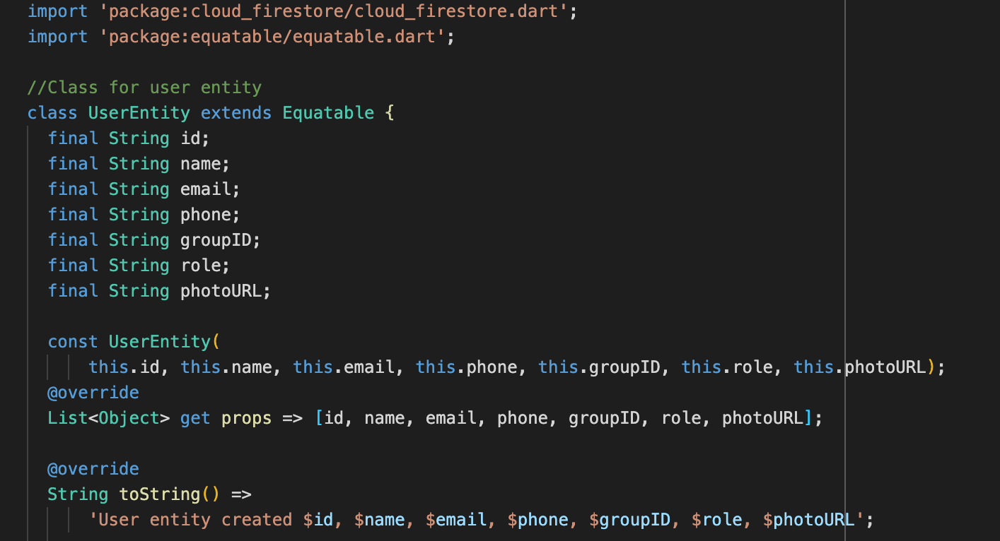 import 'package:cloud_firestore/cloud_firestore.dart';
import 'package:equatable/equatable.dart';
//Class for user entity
class UserEntity extends Equatable {
final String id;
final String name;
final String email;
final String phone;
final String groupID;
final String role;
final String photoURL;
const UserEntity(
this.id, this.name, this.email, this.phone, this.groupID, this.role, this.photoURL);
@override
List<Object> get props => [id, name, email, phone, groupID, role, photoURL];
@override
String toString() =>
'User entity created $id, $name, $email, $phone, $groupID, $role, $photoURL';